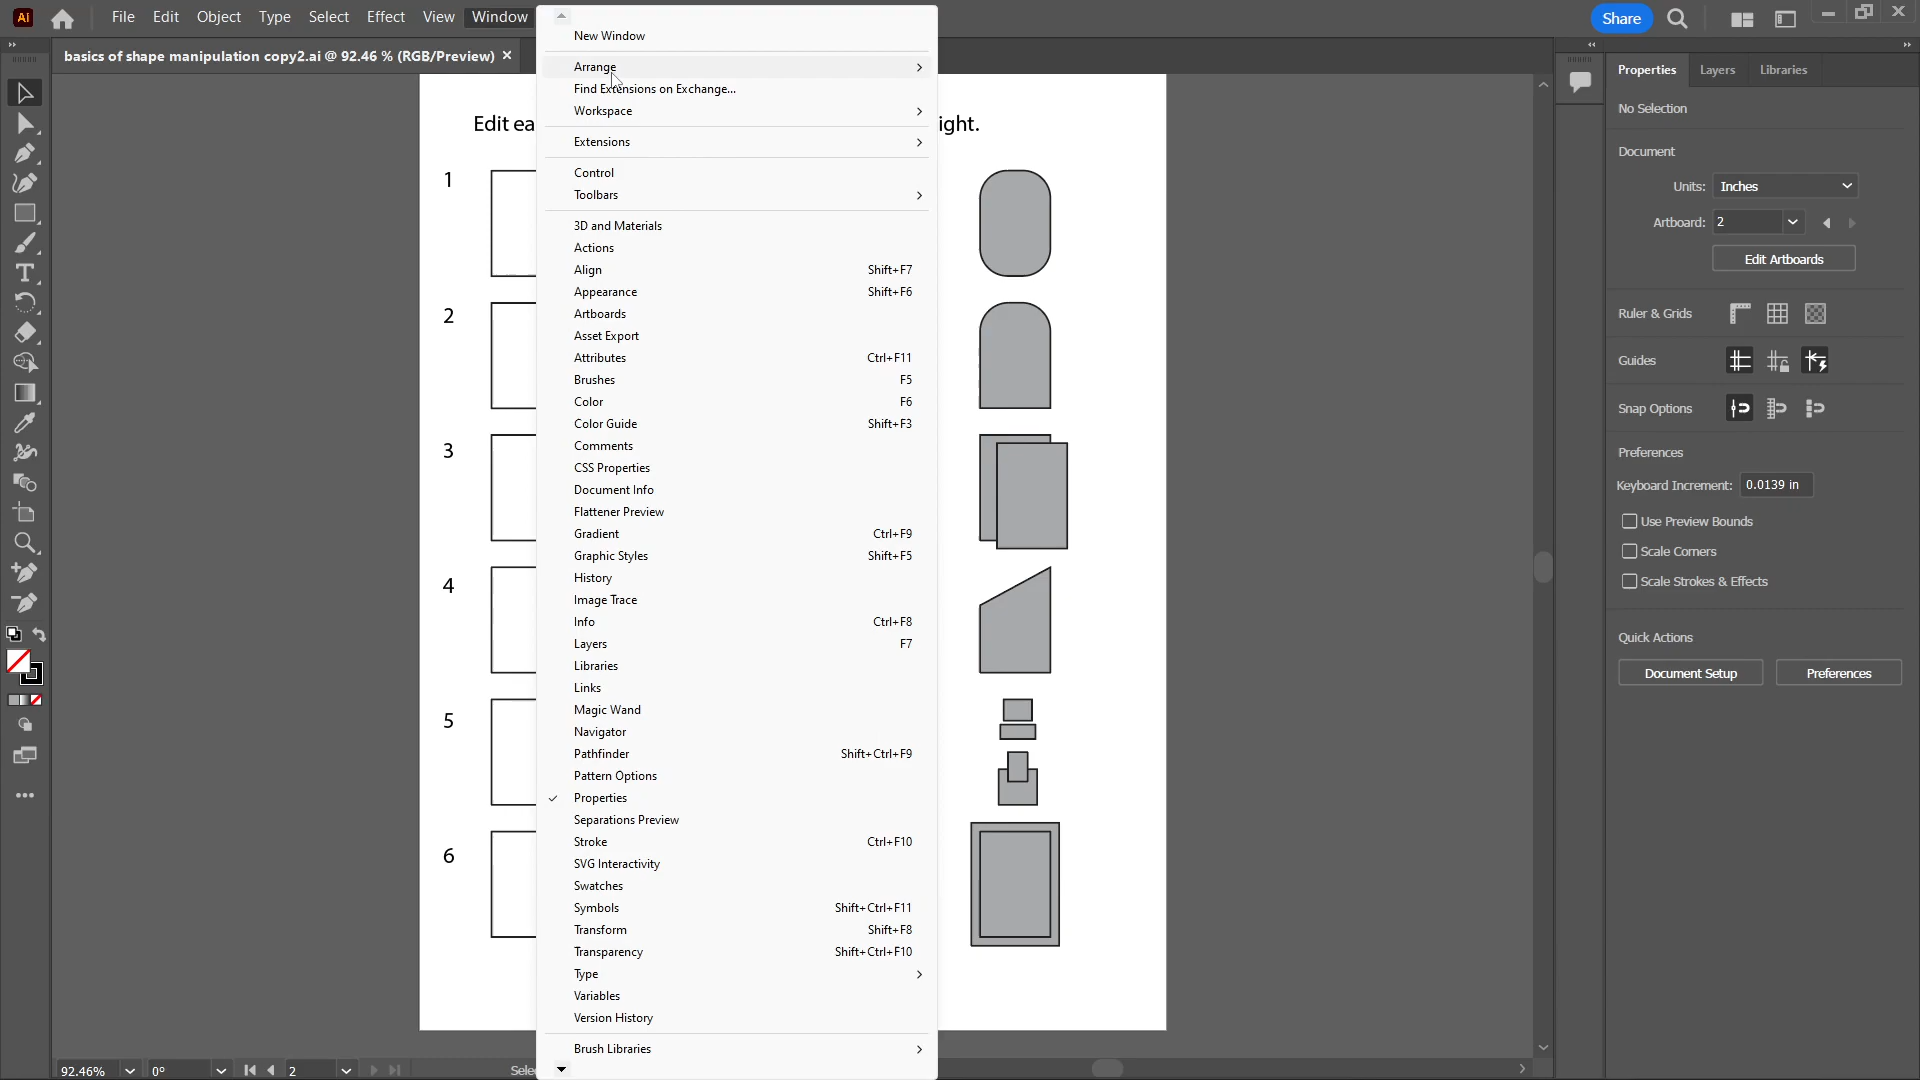 Ai
File Edit Object Type Select Effect View Window
Share
basics of shape manipulation copy2.ai @ 92.46 % (RGB/Preview)
New Window
Arrange
Find Extensions on Exchange...
Workspace
Extensions
Control
Toolbars
3D and Materials
Actions
Align Shift+F7
Appearance Shift+F6
Artboards
Asset Export
Attributes Ctrl+F11
Brushes F5
Color F6
Color Guide Shift+F3
Comments
CSS Properties
Document Info
Flattener Preview
Gradient Ctrl+F9
Graphic Styles Shift+F5
History
Image Trace
Info Ctrl+F8
Layers F7
Libraries
Links
Magic Wand
Navigator
Pathfinder Shift+Ctrl+F9
Pattern Options
Properties
Separations Preview
Stroke Ctrl+F10
SVG Interactivity
Swatches
Symbols Shift+Ctrl+F11
Transform Shift+F8
Transparency Shift+Ctrl+F10
Type
Variables
Version History
Brush Libraries
Edit ea
ight.
1
2
3
4
5
6
Properties Layers Libraries
No Selection
Document
Units: Inches
Artboard: 2
Edit Artboards
Ruler & Grids
Guides
Snap Options
Preferences
Keyboard Increment: 0.0139 in
Use Preview Bounds
Scale Corners
Scale Strokes & Effects
Quick Actions
Document Setup Preferences
92.46% 0° 2 Selec